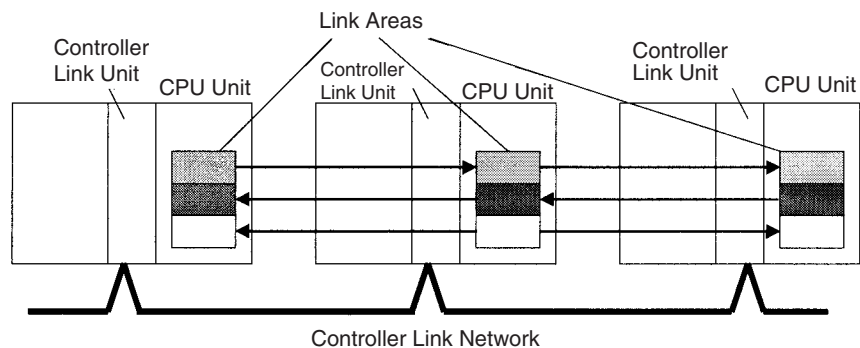 Link Areas
Controller
Link Unit
CPU Unit
Controller
Link Unit
CPU Unit
Controller
Link Unit
CPU Unit
Controller Link Network